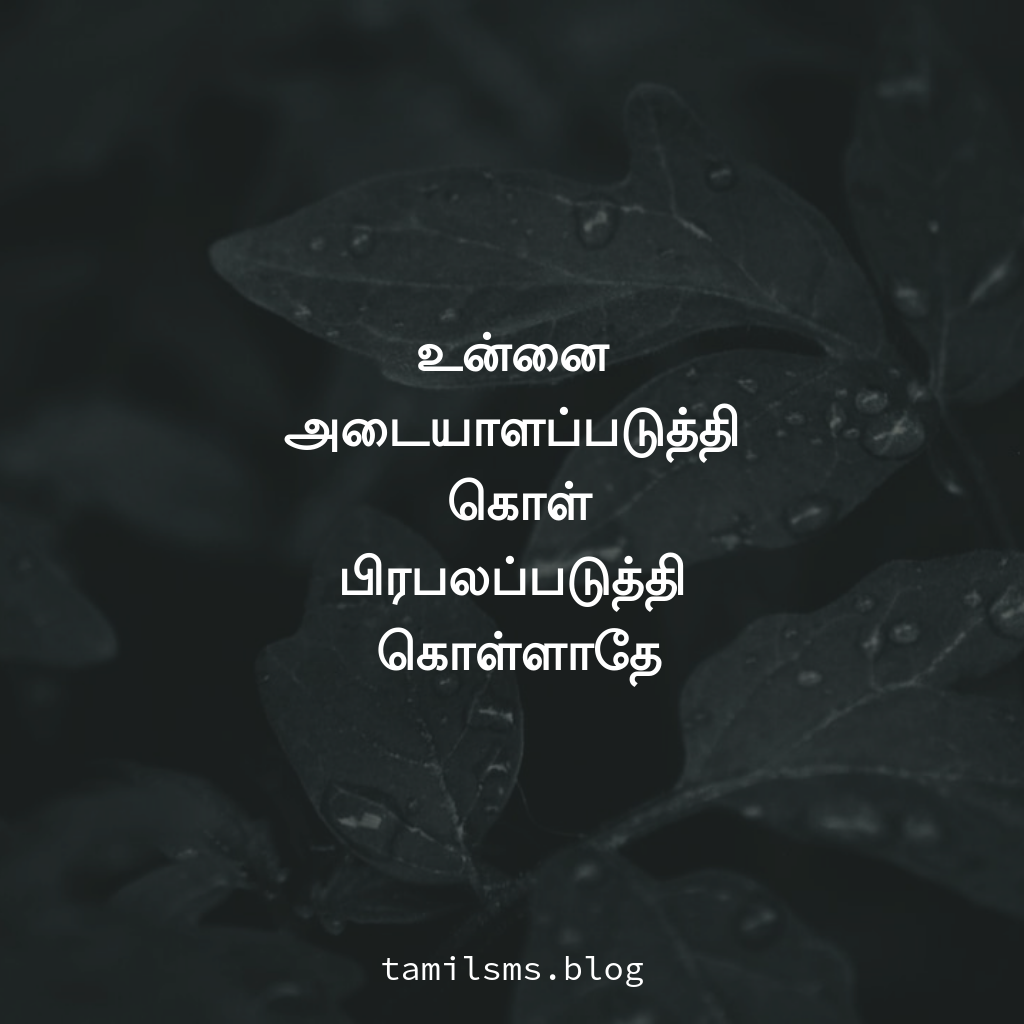 உன்னை
அடையாளப்படுத்தி
கொள்
பிரபலப்படுத்தி
கொள்ளாதே
tamilsms.blog